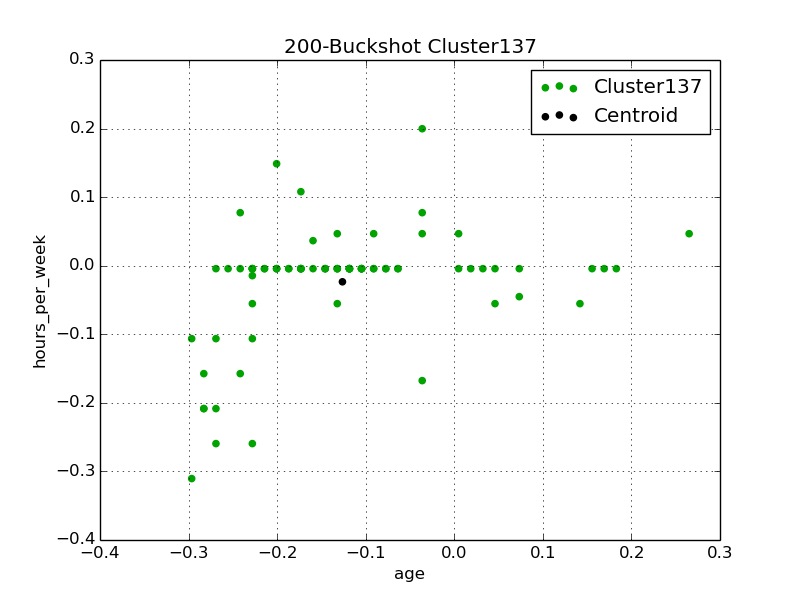 200-Buckshot Cluster137
Cluster137
Centroid
0.3
0.2
0.1
0.0
−0.1
−0.2
−0.3
−0.4
hours_per_week
−0.4 −0.3 −0.2 −0.1 0.0 0.1 0.2 0.3
age